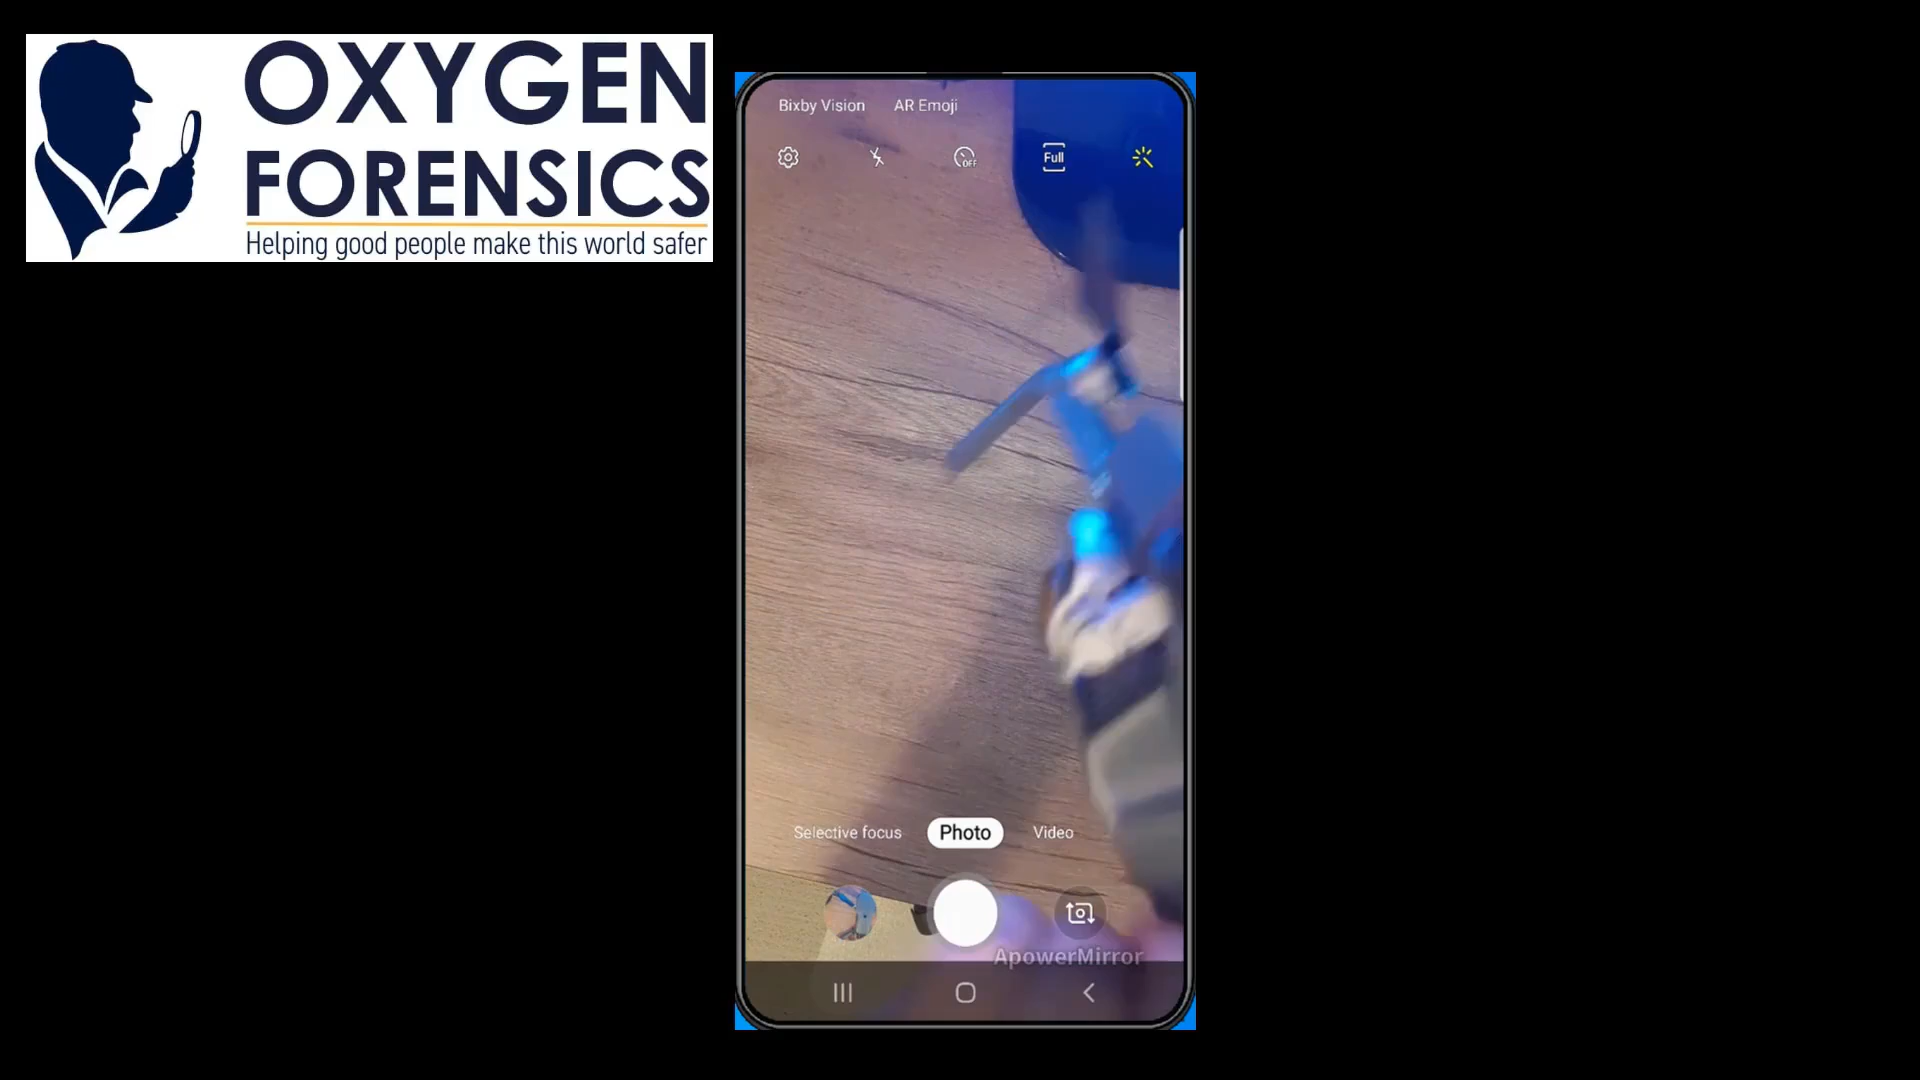 OXYGEN
FORENSICS
Helping good people make this world safer
Bixby Vision AR Emoji
OFF
Full
Selective focus Photo Video
ApowerMirror